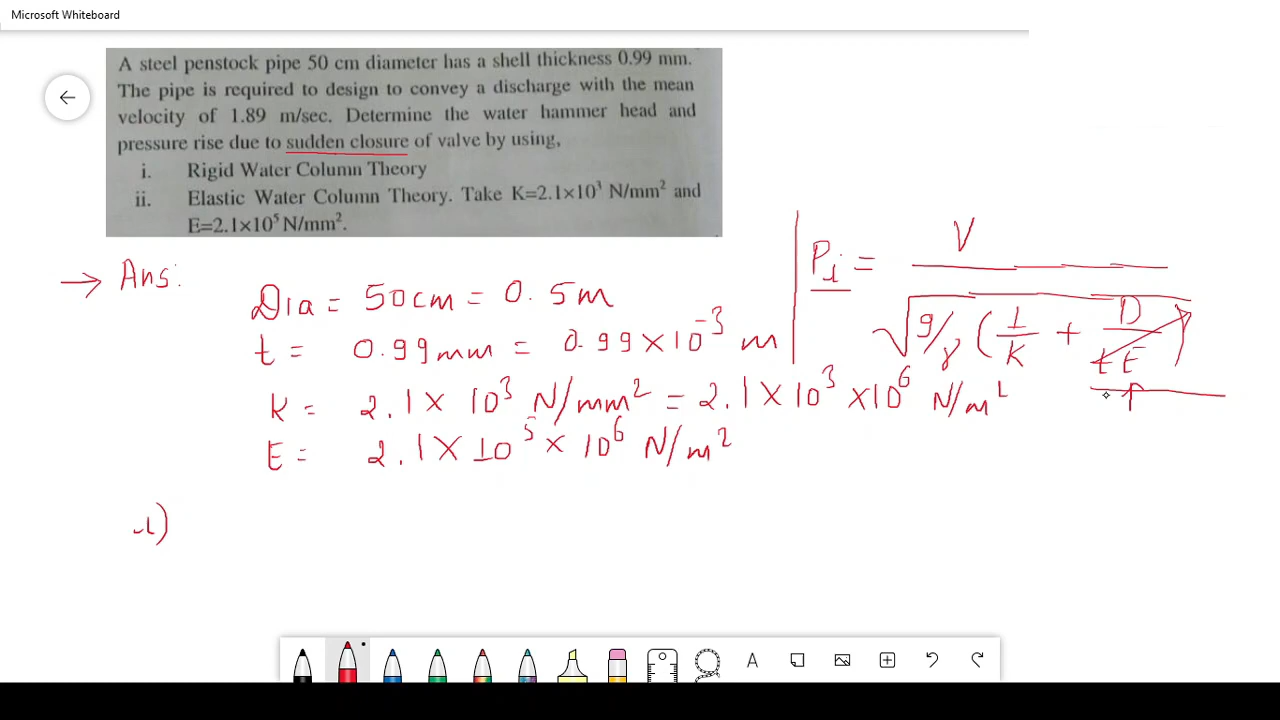 Microsoft Whiteboard
A steel penstock pipe 50 cm diameter has a shell thickness 0.99 mm.
The pipe is required to design to convey a discharge with the mean
velocity of 1.89 m/sec. Determine the water hammer head and
pressure rise due to sudden closure of valve by using,
i. Rigid Water Column Theory
ii. Elastic Water Column Theory. Take K=2.1×10³ N/mm² and
E=2.1×10⁵ N/mm².
→ Ans:
Dia = 50cm = 0.5m
t = 0.99mm = 0.99×10⁻³ m
K = 2.1 × 10³ N/mm² = 2.1 × 10³ ×10⁶ N/m²
E = 2.1 × 10⁵ × 10⁶ N/m²
Pi = V
√g/γ (1/K + D/tE)
i)
A